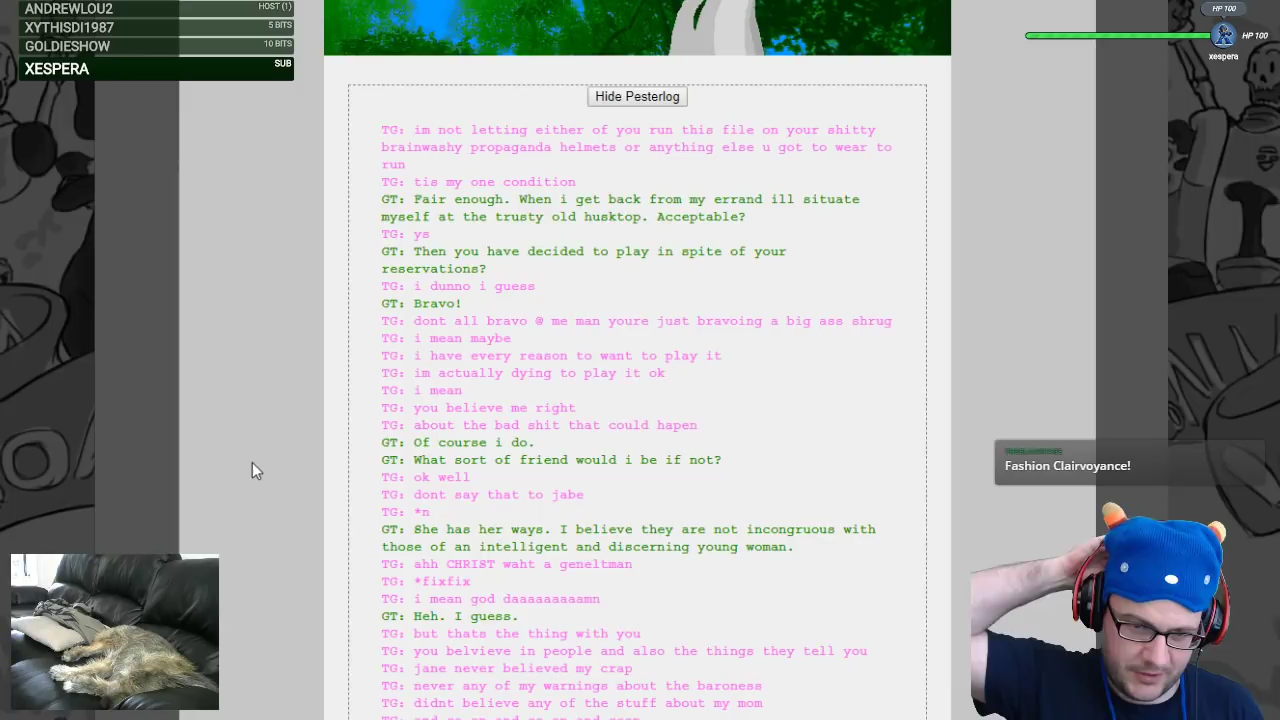 ANDREWLOU2
HOST (1)
XYTHISDI1987
5 BITS
GOLDIESHOW
10 BITS
XESPERA
SUB
HP 100
HP 100
xespera
Hide Pesterlog
TG: im not letting either of you run this file on your shitty
brainwashy propaganda helmets or anything else u got to wear to
run
TG: tis my one condition
GT: Fair enough. When i get back from my errand ill situate
myself at the trusty old husktop. Acceptable?
TG: ys
GT: Then you have decided to play in spite of your
reservations?
TG: i dunno i guess
GT: Bravo!
TG: dont all bravo @ me man youre just bravoing a big ass shrug
TG: i mean maybe
TG: i have every reason to want to play it
TG: im actually dying to play it ok
TG: i mean
TG: you believe me right
TG: about the bad shit that could hapen
GT: Of course i do.
GT: What sort of friend would i be if not?
TG: ok well
TG: dont say that to jabe
TG: *n
GT: She has her ways. I believe they are not incongruous with
those of an intelligent and discerning young woman.
TG: ahh CHRIST waht a geneltman
TG: *fixfix
TG: i mean god daaaaaaaamn
GT: Heh. I guess.
TG: but thats the thing with you
TG: you belvieve in people and also the things they tell you
TG: jane never believed my crap
TG: never any of my warnings about the baroness
TG: didnt believe any of the stuff about my mom
Fashion Clairvoyance!